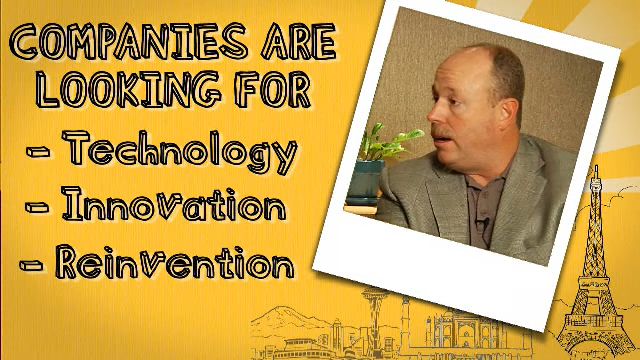 COMPANIES ARE
LOOKING FOR
- Technology
- Innovation
- Reinvention